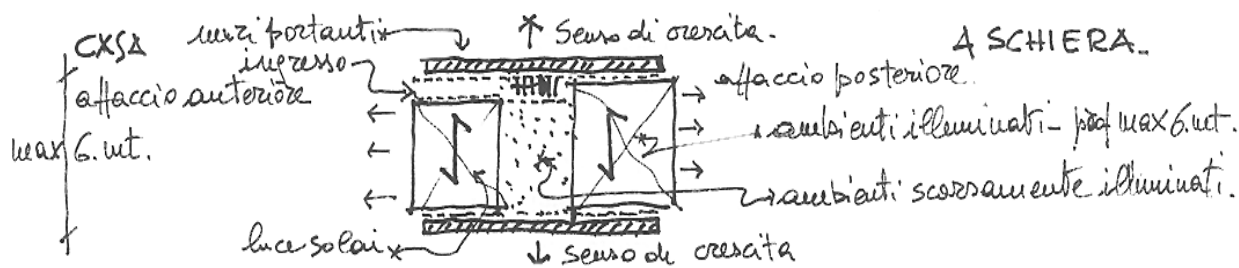 CASA
muri portanti
Senso di crescita.
A SCHIERA.
ingresso
affaccio anteriore
affaccio posteriore.
max 6. mt.
ambienti illuminati - prof max 6. mt.
ambienti scarsamente illuminati.
luce solai
senso di crescita